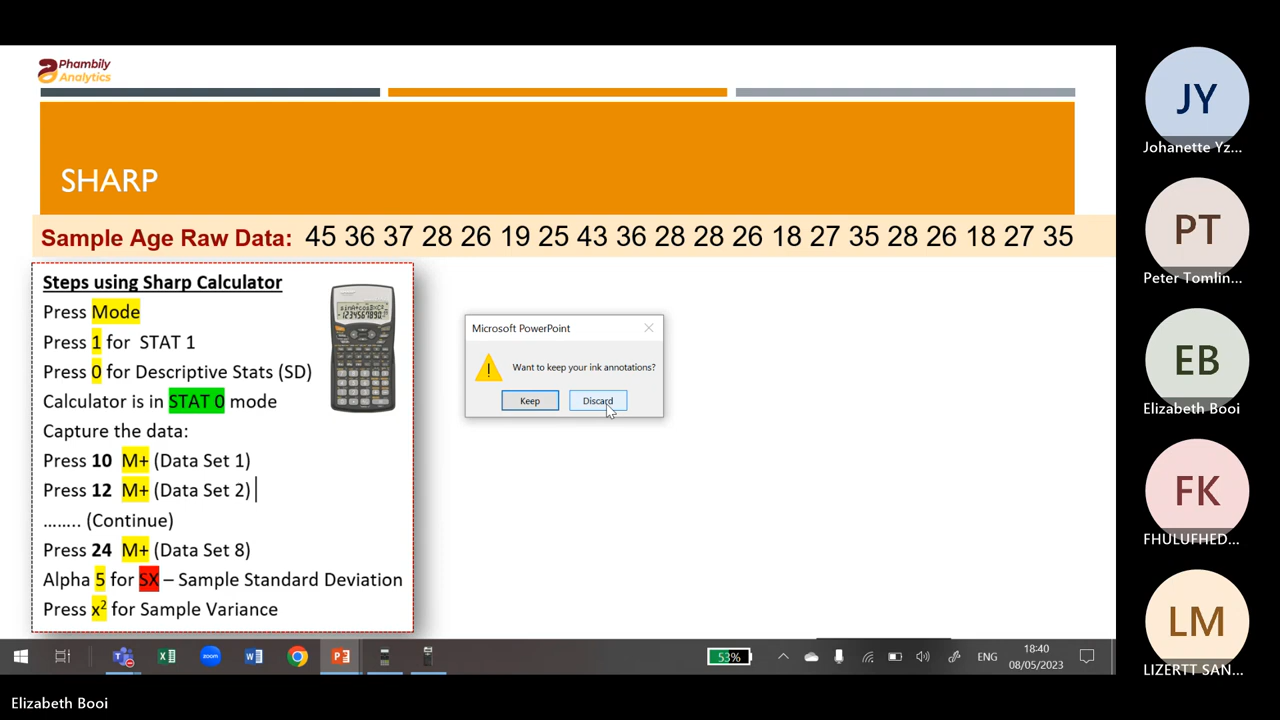 Phambily
Analytics
SHARP
Sample Age Raw Data: 45 36 37 28 26 19 25 43 36 28 28 26 18 27 35 28 26 18 27 35
Steps using Sharp Calculator
Press Mode
Press 1 for STAT 1
Press 0 for Descriptive Stats (SD)
Calculator is in STAT 0 mode
Capture the data:
Press 10 M+ (Data Set 1)
Press 12 M+ (Data Set 2)
…….. (Continue)
Press 24 M+ (Data Set 8)
Alpha 5 for SX – Sample Standard Deviation
Press x² for Sample Variance
Microsoft PowerPoint
Want to keep your ink annotations?
Keep
Discard
JY
Johanette Yz...
PT
Peter Tomlin...
EB
Elizabeth Booi
FK
FHULUFHED...
LM
LIZERTT SAN...
53%
ENG
18:40
08/05/2023
zoom
Elizabeth Booi